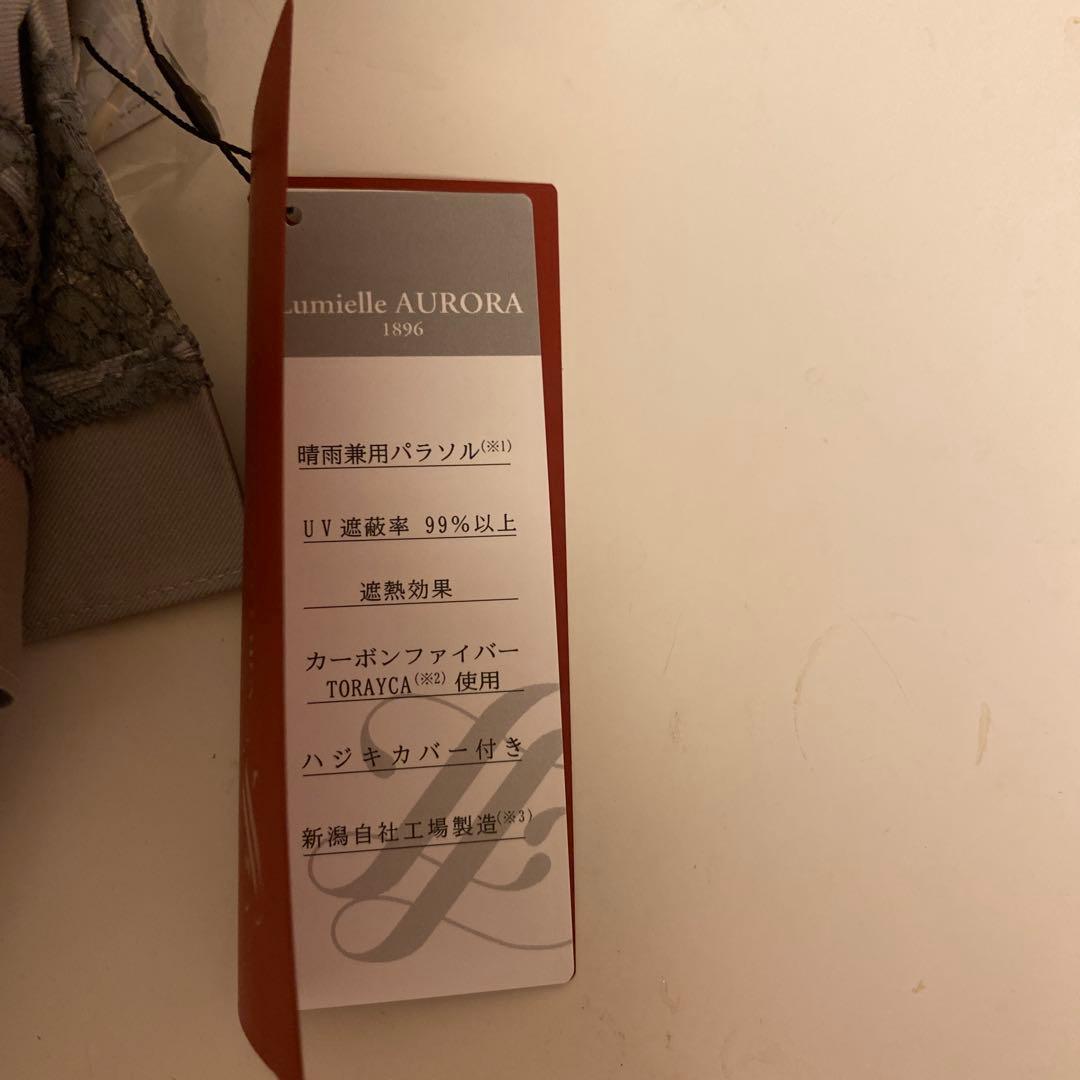 Lumielle AURORA
1896
晴雨兼用パラソル(※1)
UV遮蔽率 99%以上
遮熱効果
カーボンファイバー
TORAYCA(※2) 使用
ハジキカバー付き
新潟自社工場製造(※3)